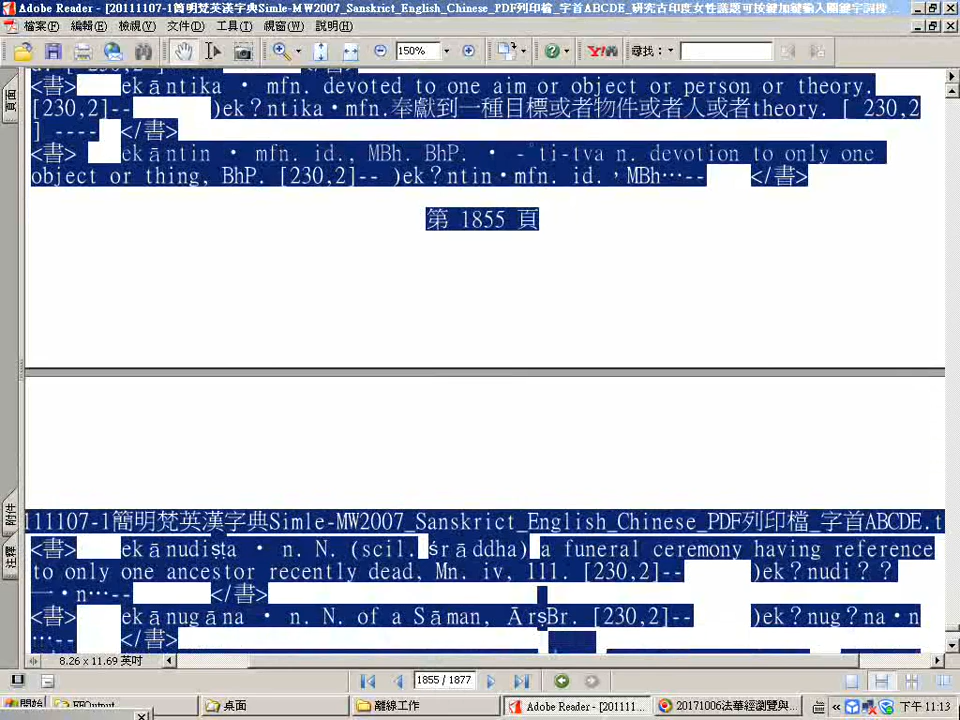 Adobe Reader - [20111107-1簡明梵英漢字典Simle-MW2007_Sanskrict_English_Chinese_PDF列印檔_字首ABCDE_研究古印度女性議題可按鍵加鍵輸入關鍵字詞搜
檔案(F) 編輯(E) 檢視(V) 文件(D) 工具(T) 視窗(W) 說明(H)
150% Y! 尋找:
頁面
<書> ekāntika ‧ mfn. devoted to one aim or object or person or theory.
[230,2]-- )ek?ntika‧mfn.奉獻到一種目標或者物件或者人或者theory. [ 230,2
] ---- </書>
<書> ekāntin ‧ mfn. id., MBh. BhP. ‧ -°ti-tva n. devotion to only one
object or thing, BhP. [230,2]-- )ek?ntin‧mfn. id.,MBh…-- </書>
第 1855 頁
附件
注釋
111107-1簡明梵英漢字典Simle-MW2007_Sanskrict_English_Chinese_PDF列印檔_字首ABCDE.t
<書> ekānudiṣta ‧ n. N. (scil. śrāddha) a funeral ceremony having reference
to only one ancestor recently dead, Mn. iv, 111. [230,2]-- )ek?nudi??
一‧n…-- </書>
<書> ekānugāna ‧ n. N. of a Sāman, ĀrṣBr. [230,2]-- )ek?nug?na‧n
…-- </書>
8.26 x 11.69 英吋
1855 / 1877
開始 FFOutput 桌面 離線工作 Adobe Reader - [201111... 20171006法華經瀏覽與... « 下午 11:13